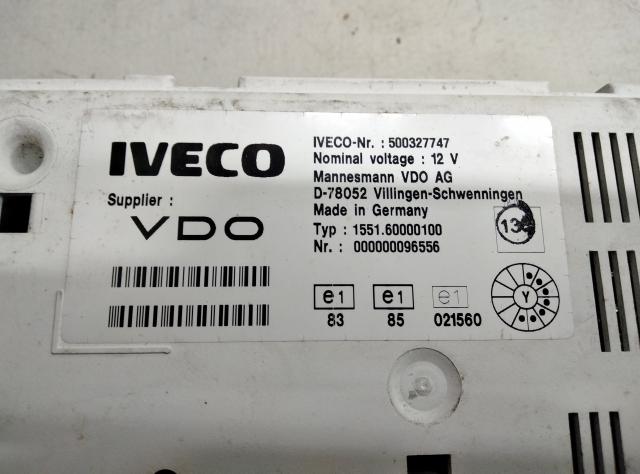 IVECO
Supplier :
VDO
IVECO-Nr. : 500327747
Nominal voltage : 12 V
Mannesmann VDO AG
D-78052 Villingen-Schwenningen
Made in Germany
Typ : 1551.60000100
Nr. : 000000096556
e1 e1 e1
83 85 021560
Y